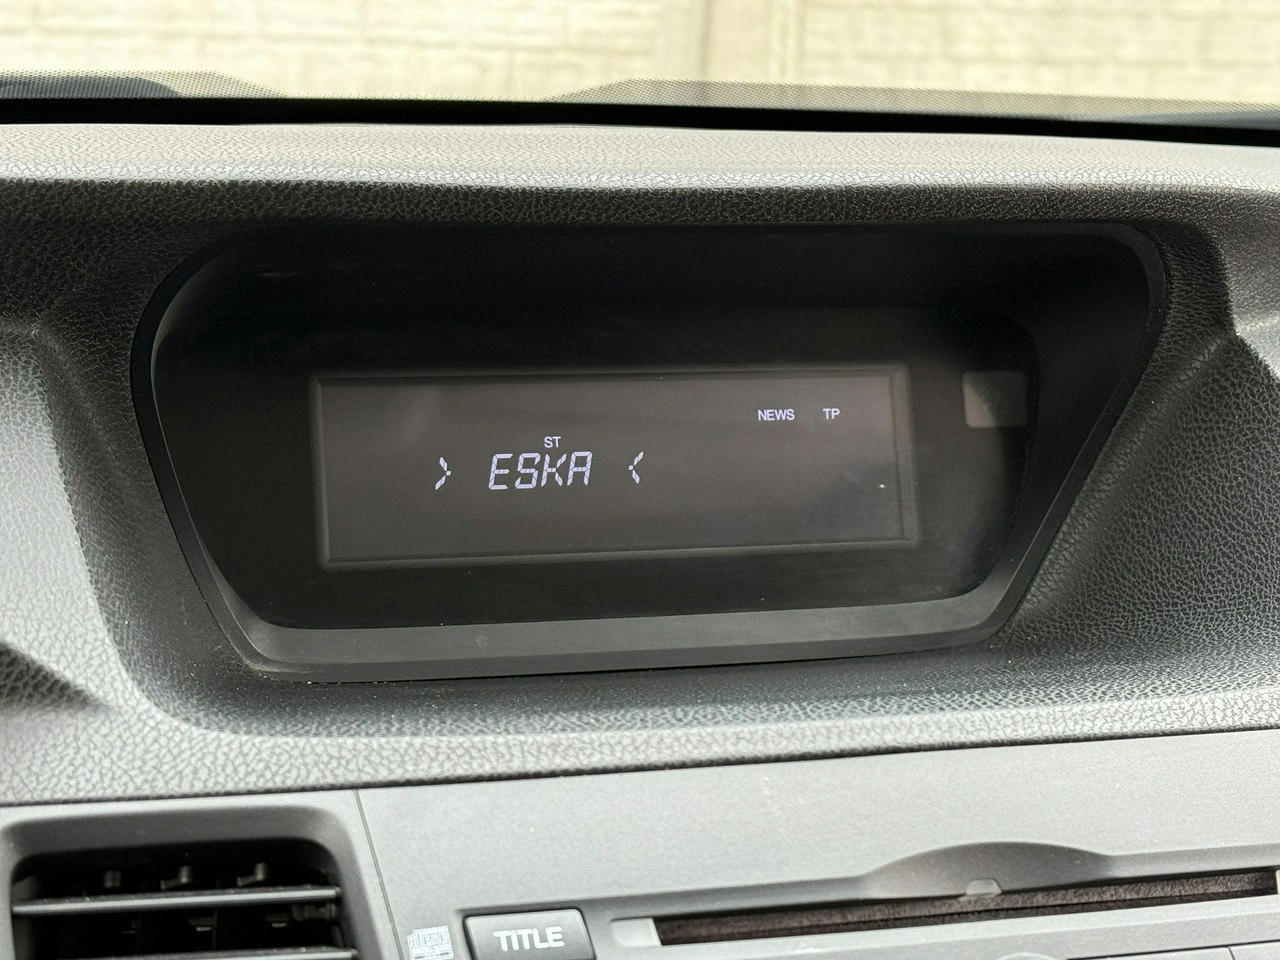 NEWS TP
ST
> ESKA <
TITLE